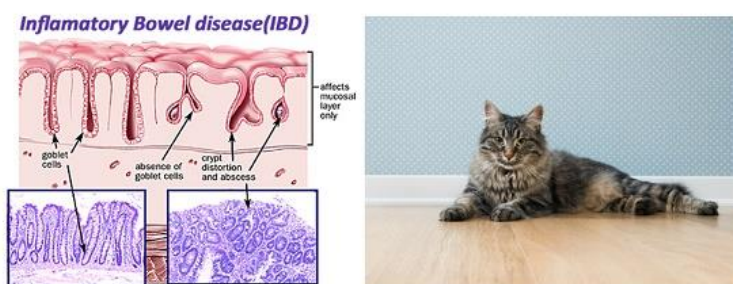 Inflamatory Bowel disease(IBD)
affects
mucosal
layer
only
goblet
cells
absence of
goblet cells
crypt
distortion
and abscess